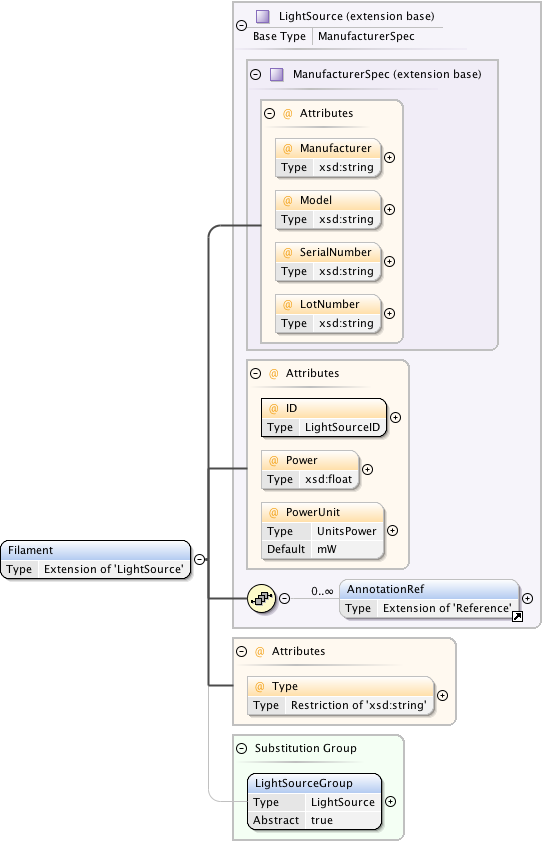 LightSource (extension base)
Base Type ManufacturerSpec
ManufacturerSpec (extension base)
@ Attributes
@ Manufacturer
Type xsd:string
@ Model
Type xsd:string
@ SerialNumber
Type xsd:string
@ LotNumber
Type xsd:string
@ Attributes
@ ID
Type LightSourceID
@ Power
Type xsd:float
@ PowerUnit
Type UnitsPower
Default mW
Filament
Type Extension of 'LightSource'
0..∞
AnnotationRef
Type Extension of 'Reference'
@ Attributes
@ Type
Type Restriction of 'xsd:string'
Substitution Group
LightSourceGroup
Type LightSource
Abstract true